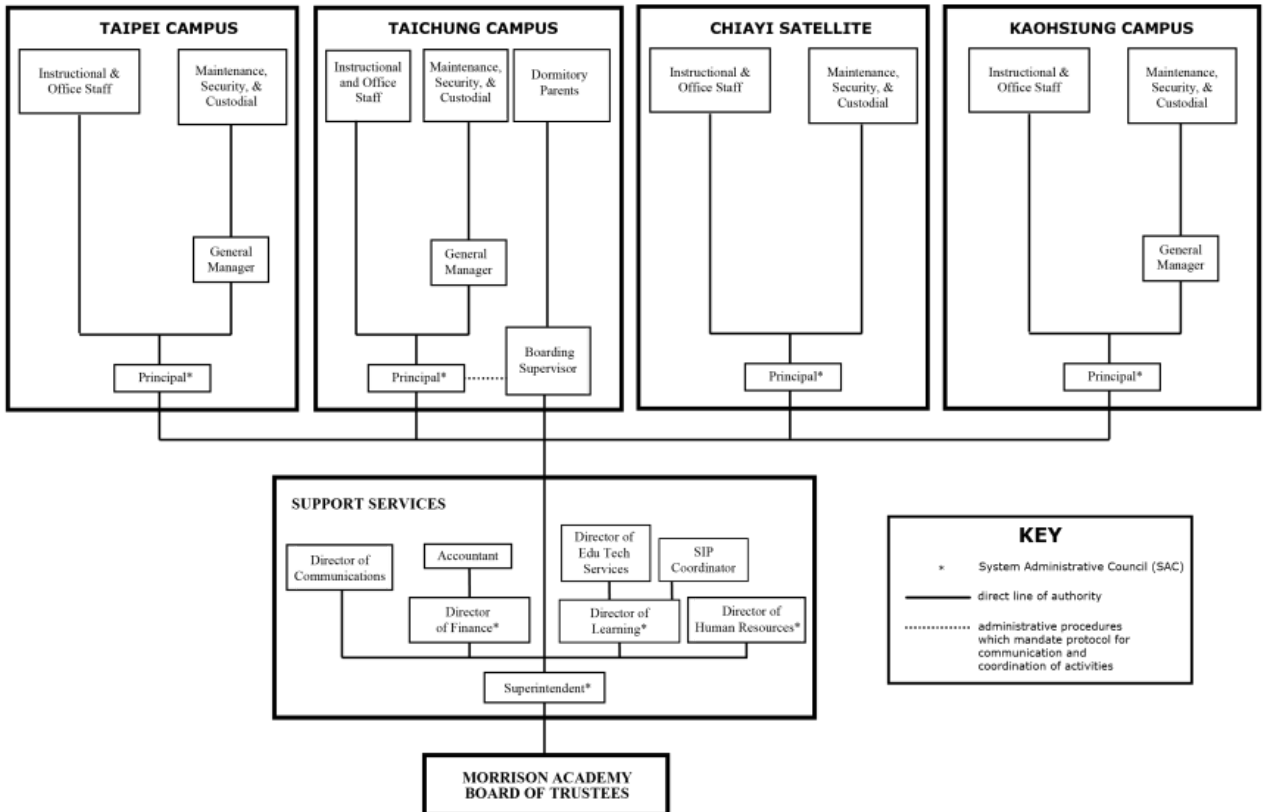 TAIPEI CAMPUS
Instructional &
Office Staff
Maintenance,
Security, &
Custodial
General
Manager
Principal*
TAICHUNG CAMPUS
Instructional
and Office
Staff
Maintenance,
Security, &
Custodial
Dormitory
Parents
General
Manager
Boarding
Supervisor
Principal*
CHIAYI SATELLITE
Instructional &
Office Staff
Maintenance,
Security, &
Custodial
Principal*
KAOHSIUNG CAMPUS
Instructional &
Office Staff
Maintenance,
Security, &
Custodial
General
Manager
Principal*
SUPPORT SERVICES
Director of
Communications
Accountant
Director
of Finance*
Director of
Edu Tech
Services
SIP
Coordinator
Director of
Learning*
Director of
Human Resources*
Superintendent*
KEY
* System Administrative Council (SAC)
direct line of authority
administrative procedures
which mandate protocol for
communication and
coordination of activities
MORRISON ACADEMY
BOARD OF TRUSTEES